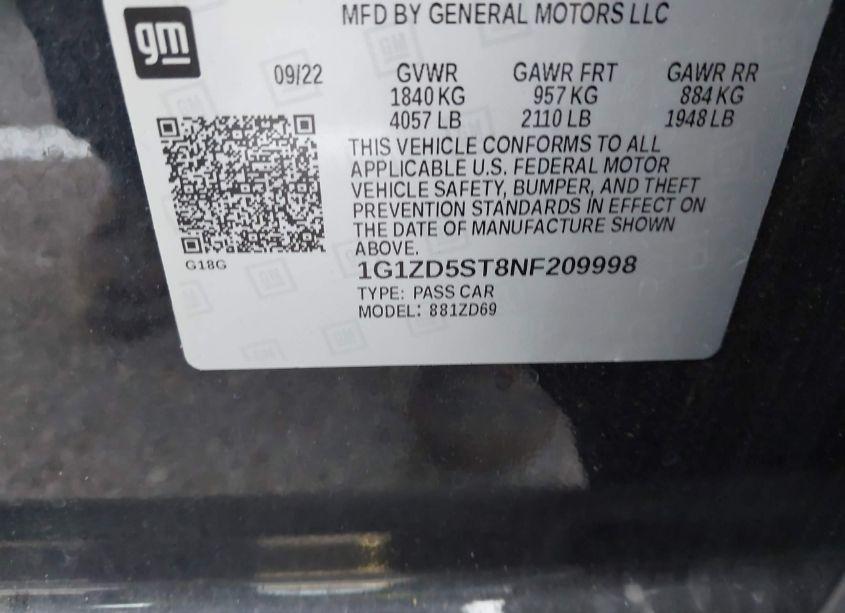 MFD BY GENERAL MOTORS LLC
gm
09/22 GVWR GAWR FRT GAWR RR
1840 KG 957 KG 884 KG
4057 LB 2110 LB 1948 LB
THIS VEHICLE CONFORMS TO ALL
APPLICABLE U.S. FEDERAL MOTOR
VEHICLE SAFETY, BUMPER, AND THEFT
PREVENTION STANDARDS IN EFFECT ON
THE DATE OF MANUFACTURE SHOWN
ABOVE.
G18G
1G1ZD5ST8NF209998
TYPE: PASS CAR
MODEL: 881ZD69